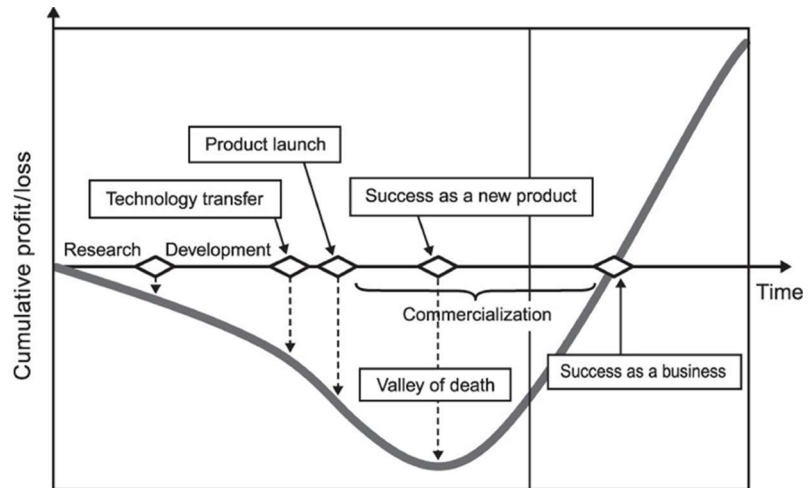 Product launch
Technology transfer
Success as a new product
Research
Development
Cumulative profit/loss
Time
Commercialization
Valley of death
Success as a business